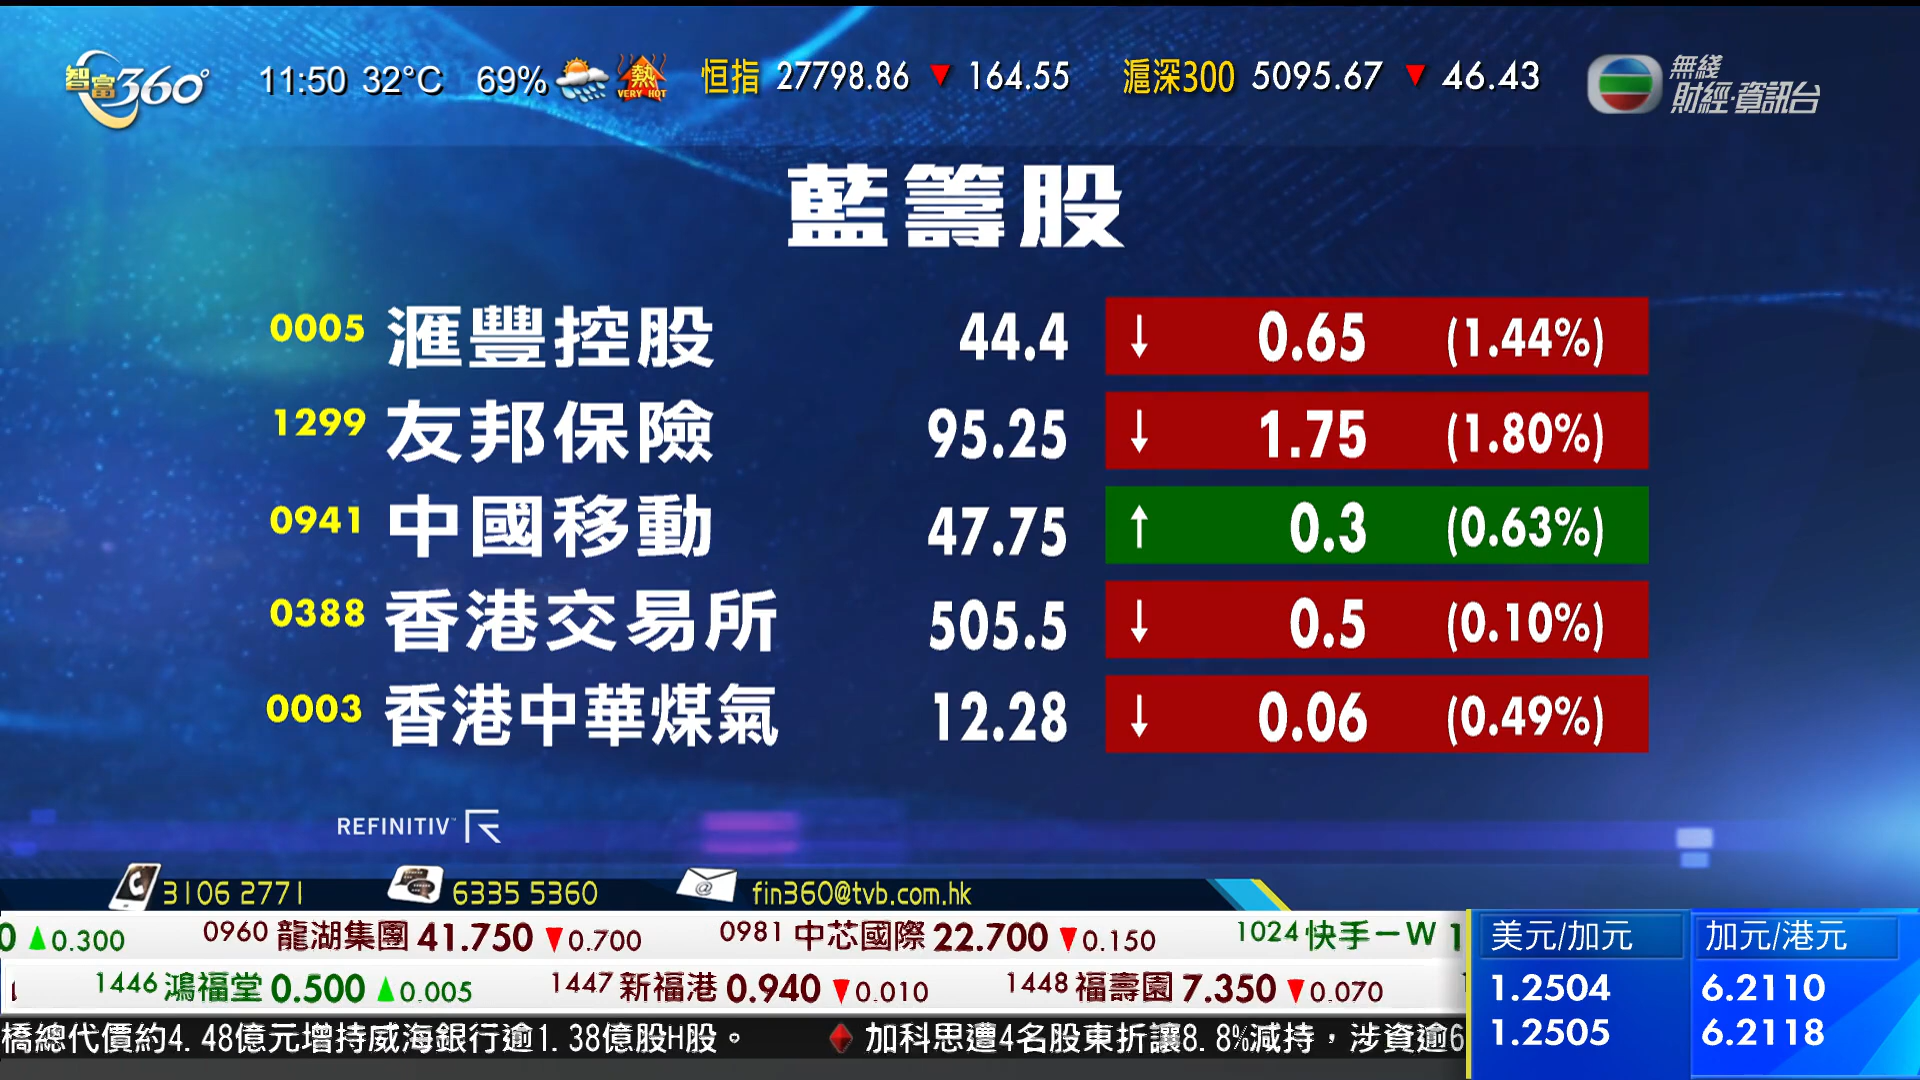 智富360° 11:50 32°C 69% 熱 VERY HOT 恒指 27798.86 ▼ 164.55 滬深300 5095.67 ▼ 46.43 無綫
財經·資訊台
藍籌股
0005 滙豐控股 44.4 ↓ 0.65 (1.44%)
1299 友邦保險 95.25 ↓ 1.75 (1.80%)
0941 中國移動 47.75 ↑ 0.3 (0.63%)
0388 香港交易所 505.5 ↓ 0.5 (0.10%)
0003 香港中華煤氣 12.28 ↓ 0.06 (0.49%)
REFINITIV
3106 2771 6335 5360 fin360@tvb.com.hk
0 ▲0.300 0960 龍湖集團 41.750 ▼0.700 0981 中芯國際 22.700 ▼0.150 1024 快手－W 1
1446 鴻福堂 0.500 ▲0.005 1447 新福港 0.940 ▼0.010 1448 福壽園 7.350 ▼0.070
橋總代價約4.48億元增持威海銀行逾1.38億股H股。 加科思遭4名股東折讓8.8%減持，涉資逾6
美元/加元 加元/港元
1.2504 6.2110
1.2505 6.2118